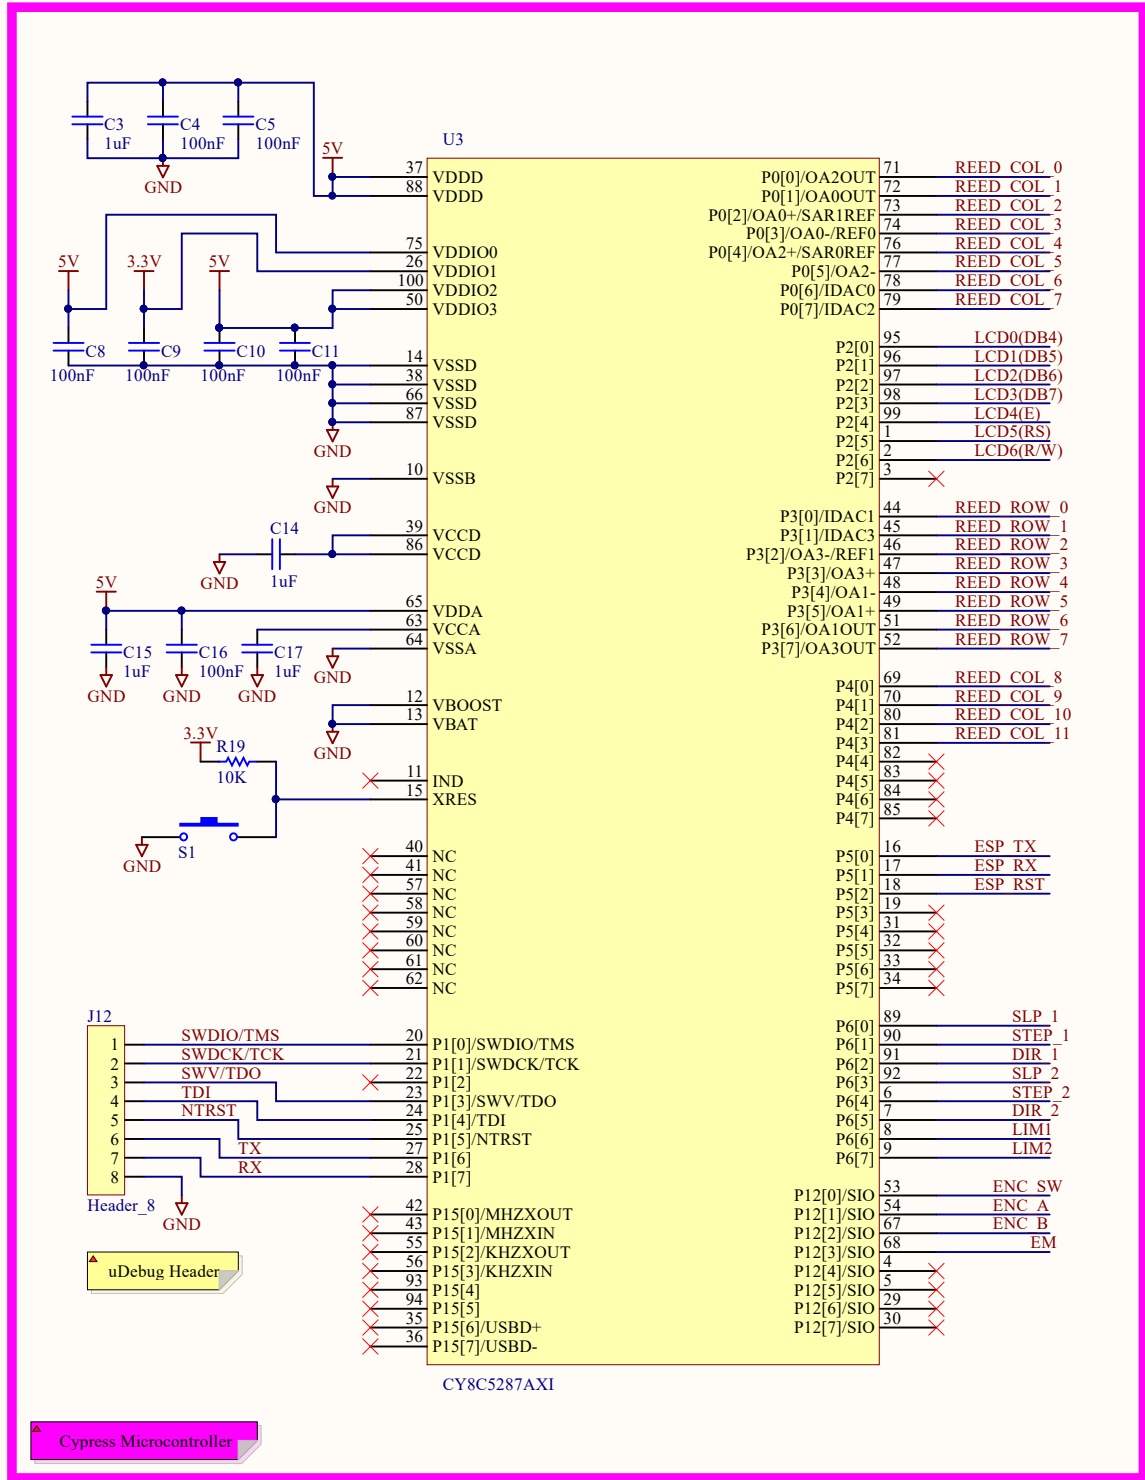 C3
1uF
C4
100nF
C5
100nF
GND
5V
U3
37 VDDD
88 VDDD
5V
3.3V
5V
75 VDDIO0
26 VDDIO1
100 VDDIO2
50 VDDIO3
C8
100nF
C9
100nF
C10
100nF
C11
100nF
14 VSSD
38 VSSD
66 VSSD
87 VSSD
GND
10 VSSB
GND
C14
1uF
GND
39 VCCD
86 VCCD
5V
65 VDDA
63 VCCA
64 VSSA
C15
1uF
GND
C16
100nF
GND
C17
1uF
GND
GND
12 VBOOST
13 VBAT
GND
3.3V
R19
10K
11 IND
15 XRES
S1
GND
40 NC
41 NC
57 NC
58 NC
59 NC
60 NC
61 NC
62 NC
J12
1 SWDIO/TMS 20 P1[0]/SWDIO/TMS
2 SWDCK/TCK 21 P1[1]/SWDCK/TCK
3 SWV/TDO 22 P1[2]
4 TDI 23 P1[3]/SWV/TDO
5 NTRST 24 P1[4]/TDI
6 TX 25 P1[5]/NTRST
7 RX 27 P1[6]
8 28 P1[7]
Header_8
GND
uDebug Header
42 P15[0]/MHZXOUT
43 P15[1]/MHZXIN
55 P15[2]/KHZXOUT
56 P15[3]/KHZXIN
93 P15[4]
94 P15[5]
35 P15[6]/USBD+
36 P15[7]/USBD-
P0[0]/OA2OUT 71 REED_COL_0
P0[1]/OA0OUT 72 REED_COL_1
P0[2]/OA0+/SAR1REF 73 REED_COL_2
P0[3]/OA0-/REF0 74 REED_COL_3
P0[4]/OA2+/SAR0REF 76 REED_COL_4
P0[5]/OA2- 77 REED_COL_5
P0[6]/IDAC0 78 REED_COL_6
P0[7]/IDAC2 79 REED_COL_7
P2[0] 95 LCD0(DB4)
P2[1] 96 LCD1(DB5)
P2[2] 97 LCD2(DB6)
P2[3] 98 LCD3(DB7)
P2[4] 99 LCD4(E)
P2[5] 1 LCD5(RS)
P2[6] 2 LCD6(R/W)
P2[7] 3
P3[0]/IDAC1 44 REED_ROW_0
P3[1]/IDAC3 45 REED_ROW_1
P3[2]/OA3-/REF1 46 REED_ROW_2
P3[3]/OA3+ 47 REED_ROW_3
P3[4]/OA1- 48 REED_ROW_4
P3[5]/OA1+ 49 REED_ROW_5
P3[6]/OA1OUT 51 REED_ROW_6
P3[7]/OA3OUT 52 REED_ROW_7
P4[0] 69 REED_COL_8
P4[1] 70 REED_COL_9
P4[2] 80 REED_COL_10
P4[3] 81 REED_COL_11
P4[4] 82
P4[5] 83
P4[6] 84
P4[7] 85
P5[0] 16 ESP_TX
P5[1] 17 ESP_RX
P5[2] 18 ESP_RST
P5[3] 19
P5[4] 31
P5[5] 32
P5[6] 33
P5[7] 34
P6[0] 89 SLP_1
P6[1] 90 STEP_1
P6[2] 91 DIR_1
P6[3] 92 SLP_2
P6[4] 6 STEP_2
P6[5] 7 DIR_2
P6[6] 8 LIM1
P6[7] 9 LIM2
P12[0]/SIO 53 ENC_SW
P12[1]/SIO 54 ENC_A
P12[2]/SIO 67 ENC_B
P12[3]/SIO 68 EM
P12[4]/SIO 4
P12[5]/SIO 5
P12[6]/SIO 29
P12[7]/SIO 30
CY8C5287AXI
Cypress Microcontroller